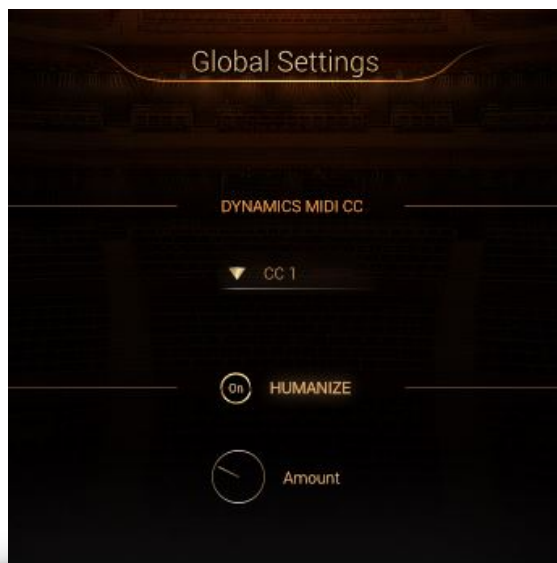 Global Settings
DYNAMICS MIDI CC
CC 1
On HUMANIZE
Amount